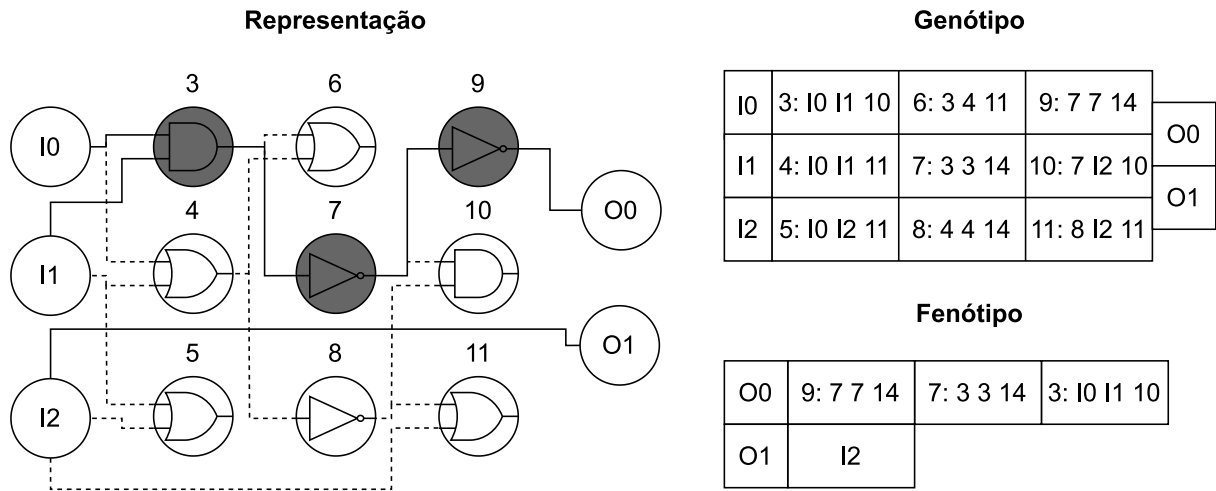 Representação
3
6
9
I0
4
7
10
O0
I1
5
8
11
O1
I2
Genótipo
I0 3: I0 I1 10 6: 3 4 11 9: 7 7 14
O0
I1 4: I0 I1 11 7: 3 3 14 10: 7 I2 10
O1
I2 5: I0 I2 11 8: 4 4 14 11: 8 I2 11
Fenótipo
O0 9: 7 7 14 7: 3 3 14 3: I0 I1 10
O1 I2